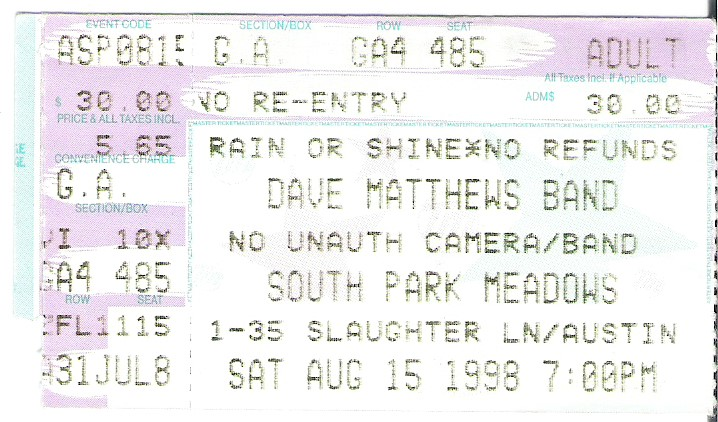 EVENT CODE SECTION/BOX ROW SEAT
ASP0815 G.A. GA4 485 ADULT
All Taxes Incl. If Applicable
$ 30.00 NO RE-ENTRY ADM$ 30.00
PRICE & ALL TAXES INCL.
5.65 RAIN OR SHINE*NO REFUNDS
CONVENIENCE CHARGE
G.A. DAVE MATTHEWS BAND
SECTION/BOX
VI 10X NO UNAUTH CAMERA/BAND
GA4 485 SOUTH PARK MEADOWS
ROW SEAT
FL1115 1-35 SLAUGHTER LN/AUSTIN
31JUL8 SAT AUG 15 1998 7:00PM